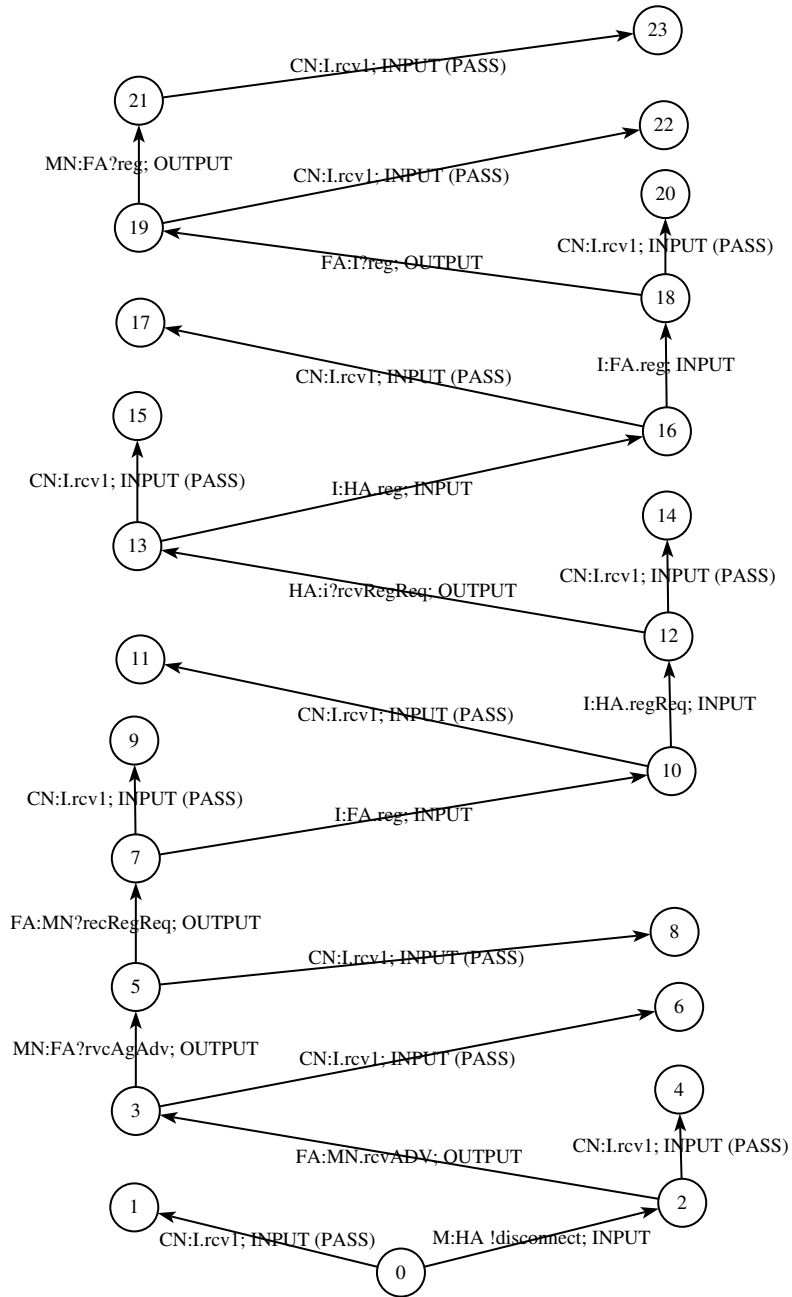 23
CN:I.rcv1; INPUT (PASS)
21
22
MN:FA?reg; OUTPUT
CN:I.rcv1; INPUT (PASS)
20
19
CN:I.rcv1; INPUT (PASS)
FA:I?reg; OUTPUT
18
17
I:FA.reg; INPUT
CN:I.rcv1; INPUT (PASS)
15
16
CN:I.rcv1; INPUT (PASS)
I:HA.reg; INPUT
14
13
CN:I.rcv1; INPUT (PASS)
HA:i?rcvRegReq; OUTPUT
12
11
I:HA.regReq; INPUT
CN:I.rcv1; INPUT (PASS)
9
10
CN:I.rcv1; INPUT (PASS)
I:FA.reg; INPUT
7
FA:MN?recRegReq; OUTPUT
8
CN:I.rcv1; INPUT (PASS)
5
6
MN:FA?rvcAgAdv; OUTPUT
CN:I.rcv1; INPUT (PASS)
4
3
CN:I.rcv1; INPUT (PASS)
FA:MN.rcvADV; OUTPUT
2
1
CN:I.rcv1; INPUT (PASS)
M:HA !disconnect; INPUT
0